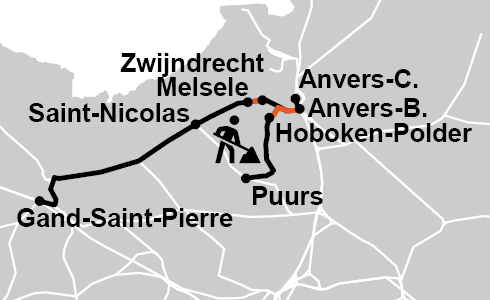 Zwijndrecht
Melsele
Anvers-C.
Saint-Nicolas
Anvers-B.
Hoboken-Polder
Puurs
Gand-Saint-Pierre